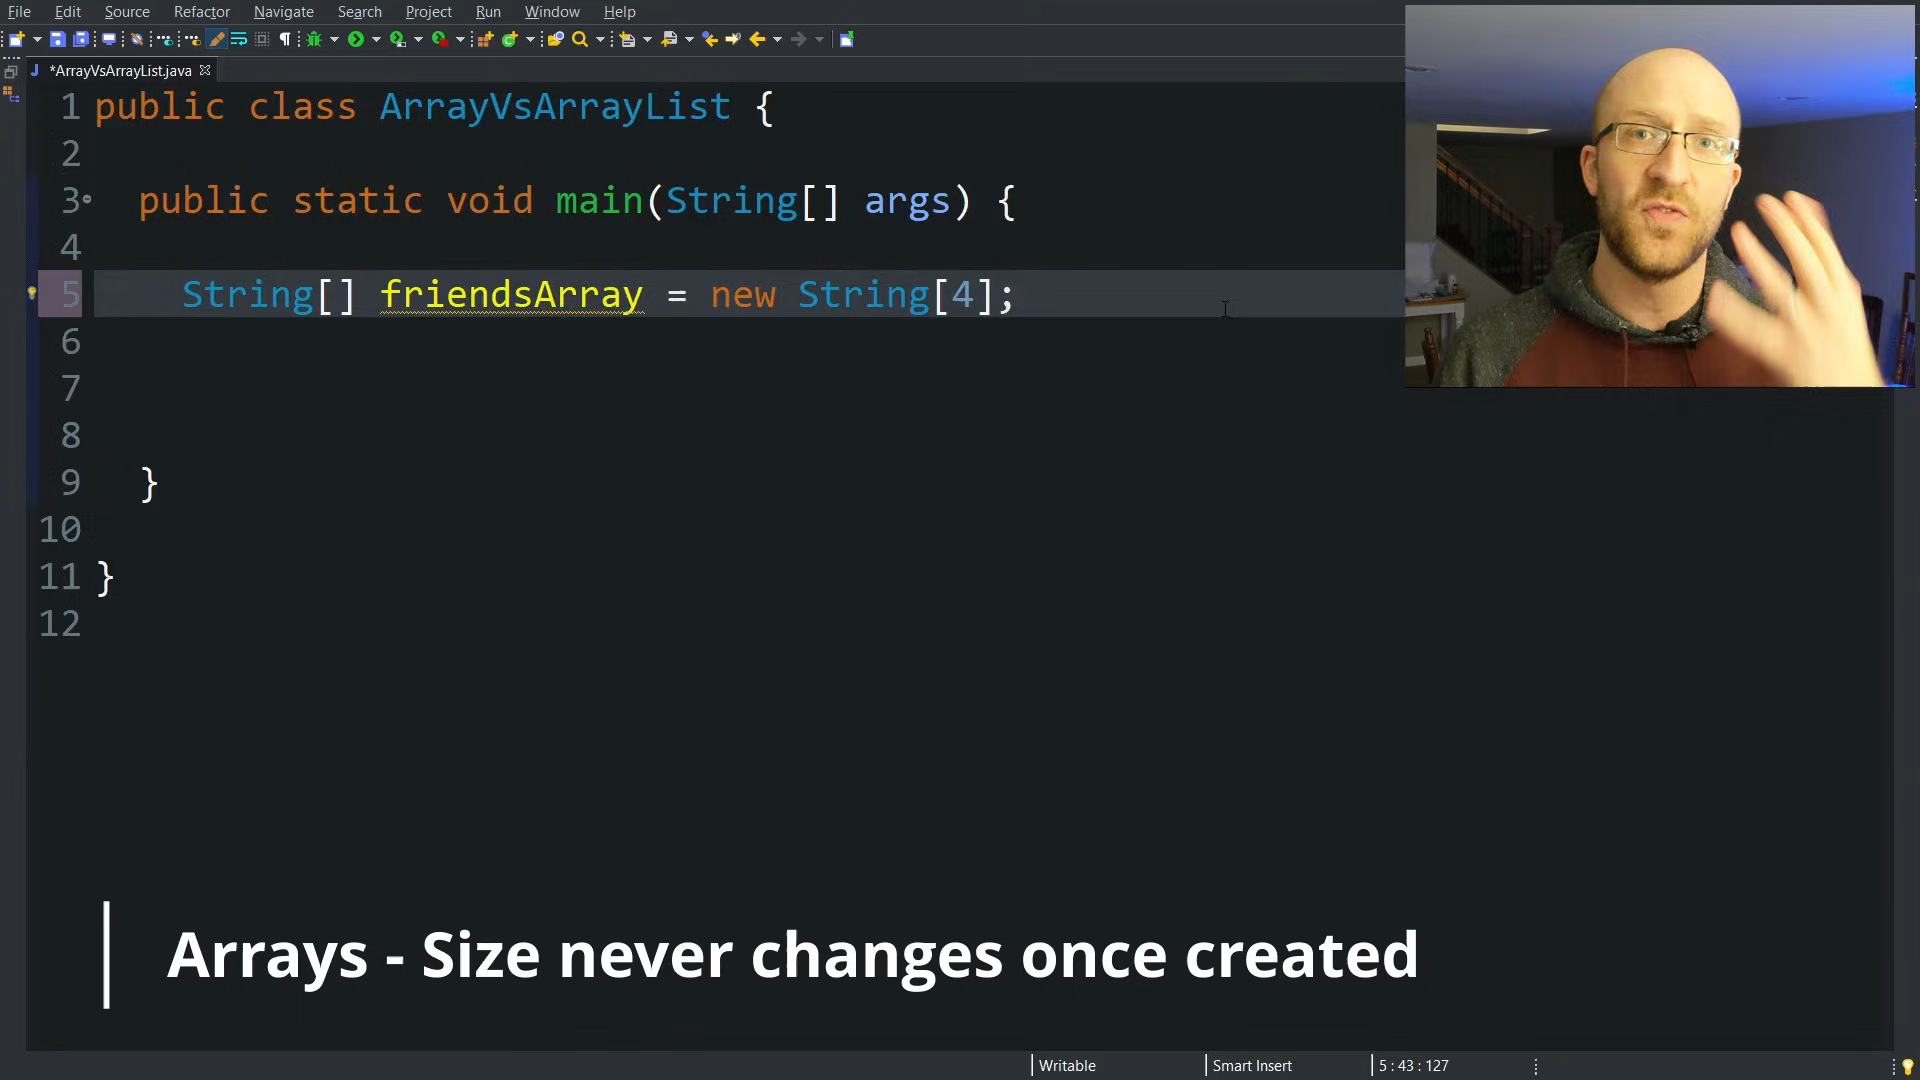 File Edit Source Refactor Navigate Search Project Run Window Help
*ArrayVsArrayList.java
1 public class ArrayVsArrayList {
2
3 public static void main(String[] args) {
4
5 String[] friendsArray = new String[4];
6
7
8
9 }
10
11 }
12
Arrays - Size never changes once created
Writable Smart Insert 5 : 43 : 127